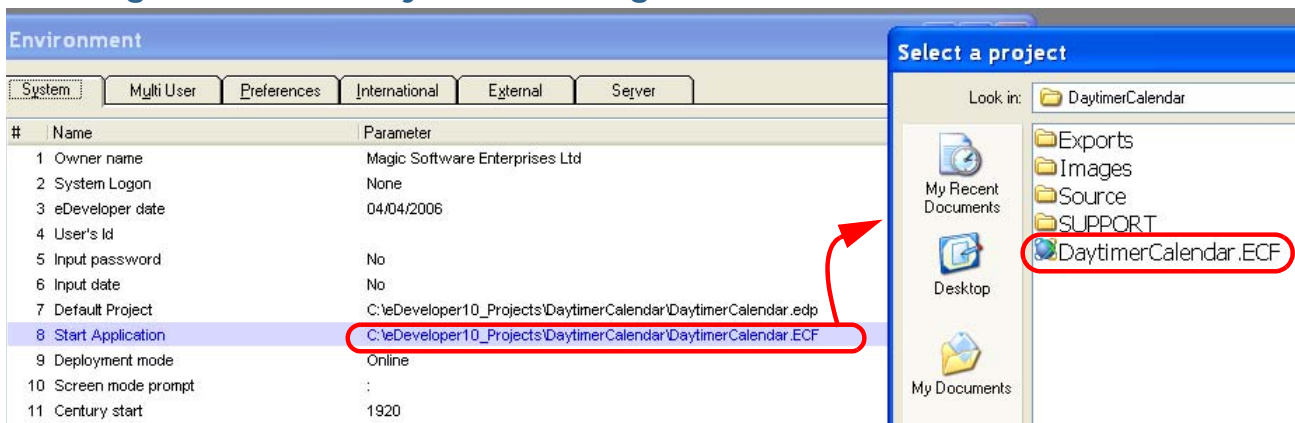 Environment
System Multi User Preferences International External Server
# Name Parameter
1 Owner name Magic Software Enterprises Ltd
2 System Logon None
3 eDeveloper date 04/04/2006
4 User's Id
5 Input password No
6 Input date No
7 Default Project C:\eDeveloper10_Projects\DaytimerCalendar\DaytimerCalendar.edp
8 Start Application C:\eDeveloper10_Projects\DaytimerCalendar\DaytimerCalendar.ECF
9 Deployment mode Online
10 Screen mode prompt :
11 Century start 1920
Select a project
Look in: DaytimerCalendar
My Recent
Documents
Desktop
My Documents
Exports
Images
Source
SUPPORT
DaytimerCalendar.ECF